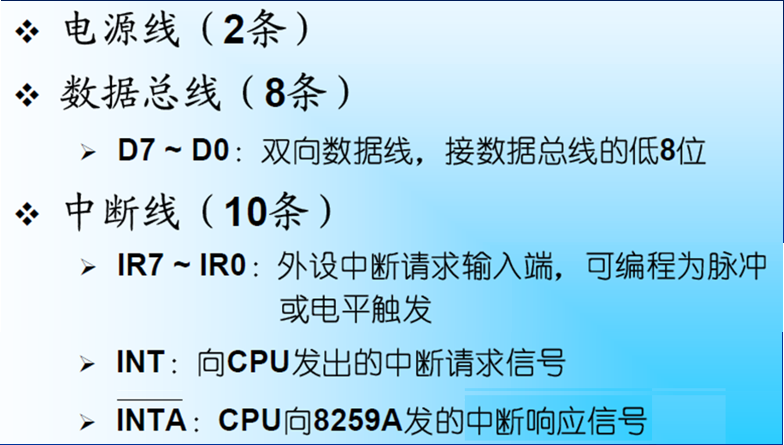 ❖ 电源线（2条）
❖ 数据总线（8条）
➢ D7 ~ D0：双向数据线，接数据总线的低8位
❖ 中断线（10条）
➢ IR7 ~ IR0：外设中断请求输入端，可编程为脉冲
或电平触发
➢ INT：向CPU发出的中断请求信号
➢ I̅N̅T̅A̅：CPU向8259A发的中断响应信号